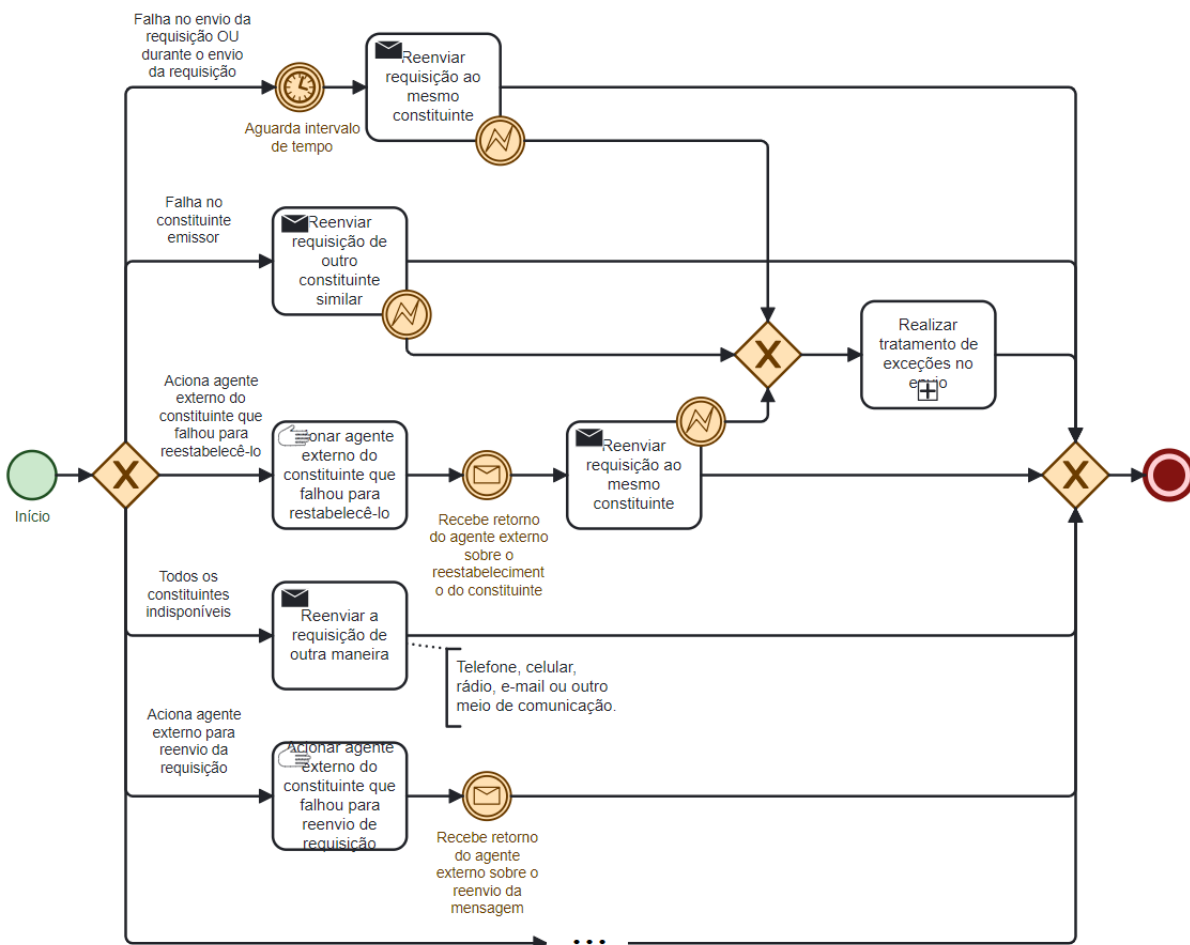 Falha no envio da
requisição OU
durante o envio
da requisição
Aguarda intervalo
de tempo
Reenviar
requisição ao
mesmo
constituinte
Falha no
constituinte
emissor
Reenviar
requisição de
outro
constituinte
similar
X
Realizar
tratamento de
exceções no
envio
Aciona agente
externo do
constituinte que
falhou para
reestabelecê-lo
X
Início
agente
externo do
constituinte que
falhou para
restabelecê-lo
Recebe retorno
do agente externo
sobre o
reestabeleciment
o do constituinte
Reenviar
requisição ao
mesmo
constituinte
X
Todos os
constituintes
indisponíveis
Reenviar a
requisição de
outra maneira
Telefone, celular,
rádio, e-mail ou outro
meio de comunicação.
Aciona agente
externo para
reenvio da
requisição
Acionar agente
externo do
constituinte que
falhou para
reenvio de
requisição
Recebe retorno
do agente
externo sobre o
reenvio da
mensagem
...